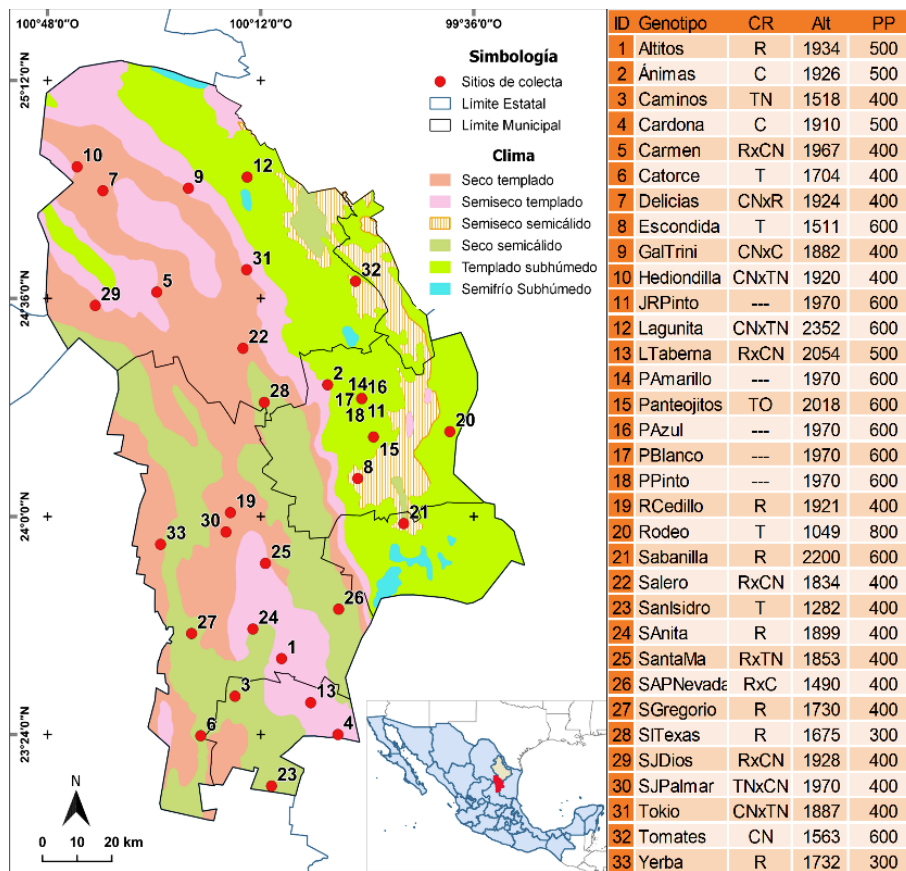 100°48'W
100°12'W
99°36'W
25°12'N
24°36'N
24°0'N
23°24'N
Simbología
Sitios de colecta
Límite Estatal
Límite Municipal
Clima
Seco templado
Semiseco templado
Semiseco semicálido
Seco semicálido
Templado subhúmedo
Semifrío Subhúmedo
10
7
9
12
31
5
29
22
32
28
2
14 16
17 11
18
15
20
8
21
19
30
33
25
26
24
27
1
3
13
6
4
23
N
0 10 20 km
ID Genotipo CR Alt PP
1 Altitos R 1934 500
2 Ánimas C 1926 500
3 Caminos TN 1518 400
4 Cardona C 1910 500
5 Carmen RxCN 1967 400
6 Catorce T 1704 400
7 Delicias CNxR 1924 400
8 Escondida T 1511 600
9 GalTrini CNxC 1882 400
10 Hediondilla CNxTN 1920 400
11 JRPinto --- 1970 600
12 Lagunita CNxTN 2352 600
13 LTaberna RxCN 2054 500
14 PAmarillo --- 1970 600
15 Panteojitos TO 2018 600
16 PAzul --- 1970 600
17 PBlanco --- 1970 600
18 PPinto --- 1970 600
19 RCedillo R 1921 400
20 Rodeo T 1049 800
21 Sabanilla R 2200 600
22 Salero RxCN 1834 400
23 SanIsidro T 1282 400
24 SAnita R 1899 400
25 SantaMa RxTN 1853 400
26 SAPNevada RxC 1490 400
27 SGregorio R 1730 400
28 SITexas R 1675 300
29 SJDios RxCN 1928 400
30 SJPalmar TNxCN 1970 400
31 Tokio CNxTN 1887 400
32 Tomates CN 1563 600
33 Yerba R 1732 300